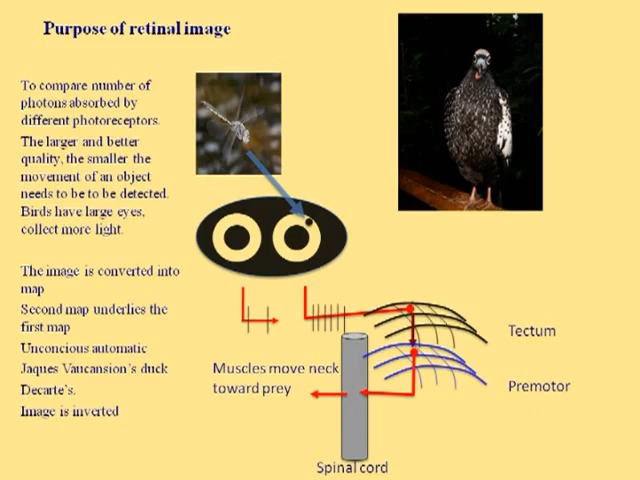 Purpose of retinal image
To compare number of
photons absorbed by
different photoreceptors.
The larger and better
quality, the smaller the
movement of an object
needs to be to be detected.
Birds have large eyes,
collect more light.
The image is converted into
map
Second map underlies the
first map
Unconcious automatic
Jaques Vaucansion's duck
Decarte's.
Image is inverted
Tectum
Muscles move neck
toward prey
Premotor
Spinal cord